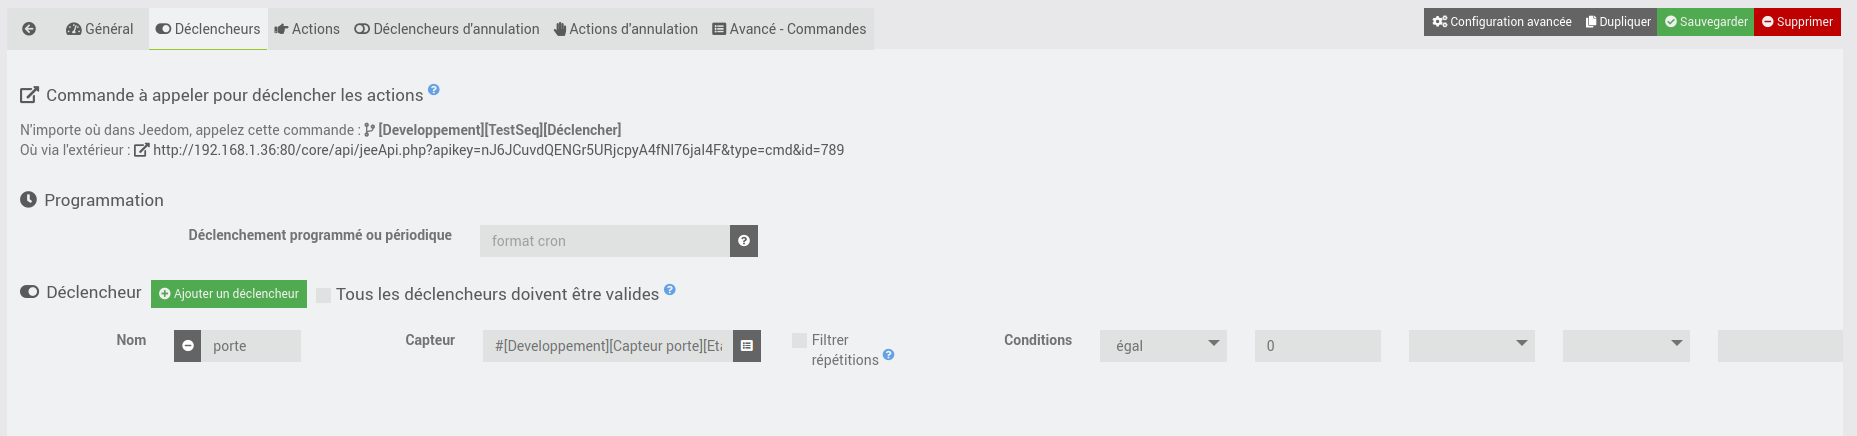 Général Déclencheurs Actions Déclencheurs d'annulation Actions d'annulation Avancé - Commandes Configuration avancée Dupliquer Sauvegarder Supprimer
Commande à appeler pour déclencher les actions
N'importe où dans Jeedom, appelez cette commande : [Developpement][TestSeq][Déclencher]
Où via l'extérieur : http://192.168.1.36:80/core/api/jeeApi.php?apikey=nJ6JCuvdQENGr5URjcpyA4fNl76jal4F&type=cmd&id=789
Programmation
Déclenchement programmé ou périodique format cron
Déclencheur Ajouter un déclencheur Tous les déclencheurs doivent être valides
Nom porte Capteur #[Developpement][Capteur porte][Eta Filtrer répétitions Conditions égal 0